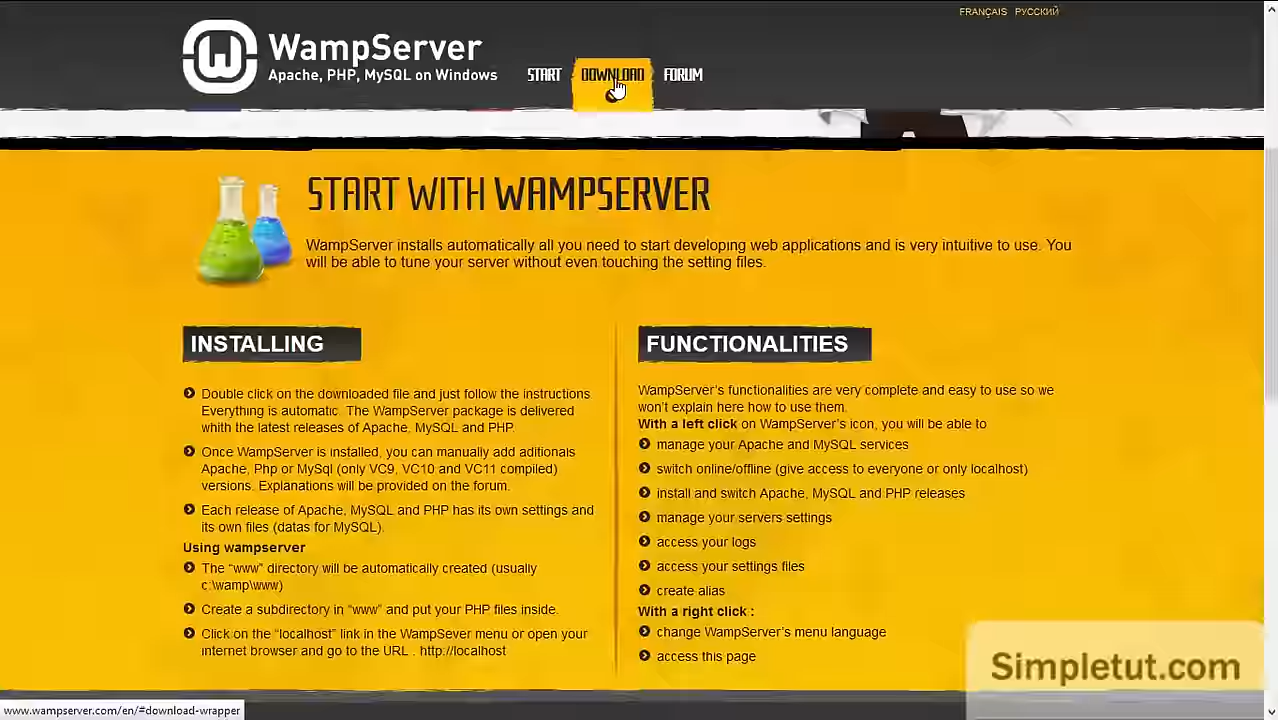 FRANÇAIS РУССКИЙ
WampServer
Apache, PHP, MySQL on Windows
START DOWNLOAD FORUM
START WITH WAMPSERVER
WampServer installs automatically all you need to start developing web applications and is very intuitive to use. You
will be able to tune your server without even touching the setting files.
INSTALLING
Double click on the downloaded file and just follow the instructions
Everything is automatic. The WampServer package is delivered
whith the latest releases of Apache, MySQL and PHP.
Once WampServer is installed, you can manually add aditionals
Apache, Php or MySql (only VC9, VC10 and VC11 compiled)
versions. Explanations will be provided on the forum.
Each release of Apache, MySQL and PHP has its own settings and
its own files (datas for MySQL).
Using wampserver
The “www” directory will be automatically created (usually
c:\wamp\www)
Create a subdirectory in “www” and put your PHP files inside.
Click on the “localhost” link in the WampSever menu or open your
internet browser and go to the URL . http://localhost
FUNCTIONALITIES
WampServer’s functionalities are very complete and easy to use so we
won’t explain here how to use them.
With a left click on WampServer’s icon, you will be able to
manage your Apache and MySQL services
switch online/offline (give access to everyone or only localhost)
install and switch Apache, MySQL and PHP releases
manage your servers settings
access your logs
access your settings files
create alias
With a right click :
change WampServer’s menu language
access this page
Simpletut.com
www.wampserver.com/en/#download-wrapper